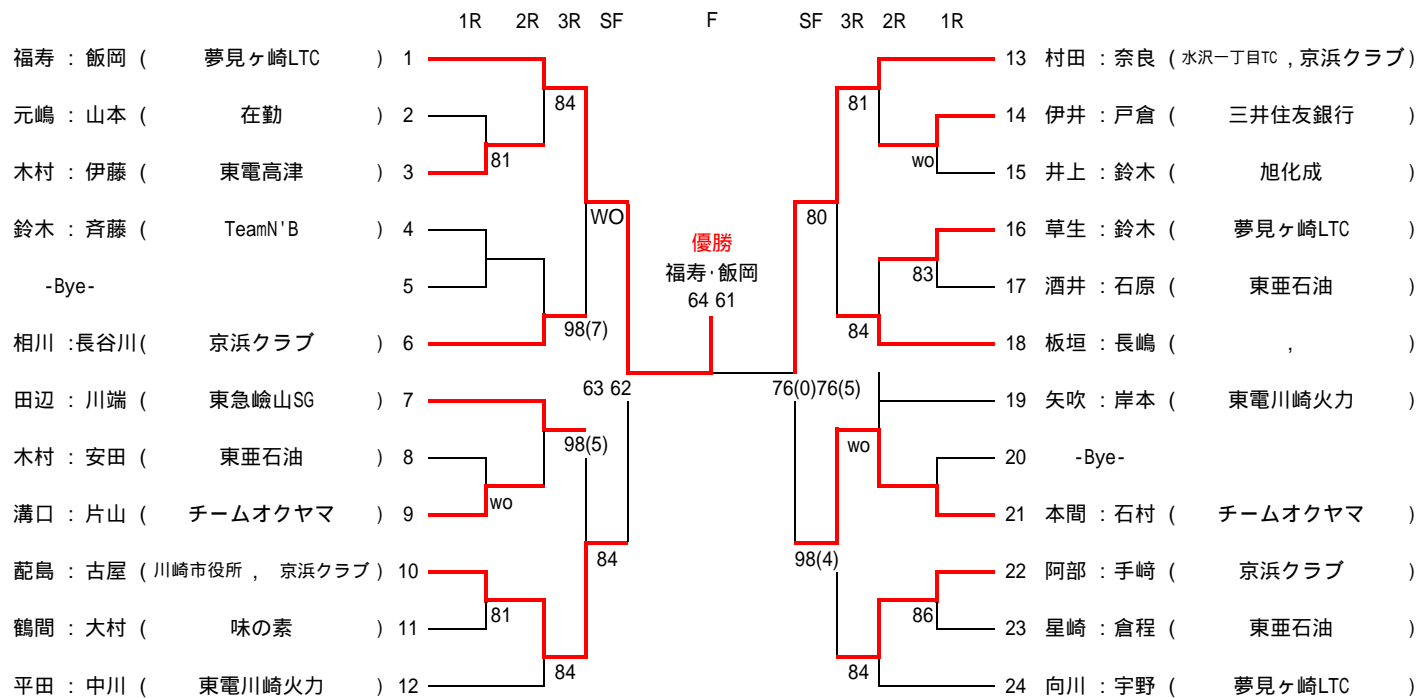 1R 2R 3R SF F SF 3R 2R 1R
福寿 : 飯岡 ( 夢見ヶ崎LTC ) 1 13 村田 : 奈良 ( 水沢一丁目TC , 京浜クラブ )
84 81
元嶋 : 山本 ( 在勤 ) 2 14 伊井 : 戸倉 ( 三井住友銀行 )
81 wo
木村 : 伊藤 ( 東電高津 ) 3 15 井上 : 鈴木 ( 旭化成 )
WO 80
鈴木 : 斉藤 ( TeamN'B ) 4 16 草生 : 鈴木 ( 夢見ヶ崎LTC )
優勝
福寿・飯岡 83
-Bye- 5 17 酒井 : 石原 ( 東亜石油 )
64 61
98(7) 84
相川 :長谷川( 京浜クラブ ) 6 18 板垣 : 長嶋 ( , )
63 62 76(0)76(5)
田辺 : 川端 ( 東急嶮山SG ) 7 19 矢吹 : 岸本 ( 東電川崎火力 )
98(5) wo
木村 : 安田 ( 東亜石油 ) 8 20 -Bye-
wo
溝口 : 片山 ( チームオクヤマ ) 9 21 本間 : 石村 ( チームオクヤマ )
84 98(4)
蓜島 : 古屋 ( 川崎市役所 , 京浜クラブ ) 10 22 阿部 : 手﨑 ( 京浜クラブ )
81 86
鶴間 : 大村 ( 味の素 ) 11 23 星崎 : 倉程 ( 東亜石油 )
84 84
平田 : 中川 ( 東電川崎火力 ) 12 24 向川 : 宇野 ( 夢見ヶ崎LTC )